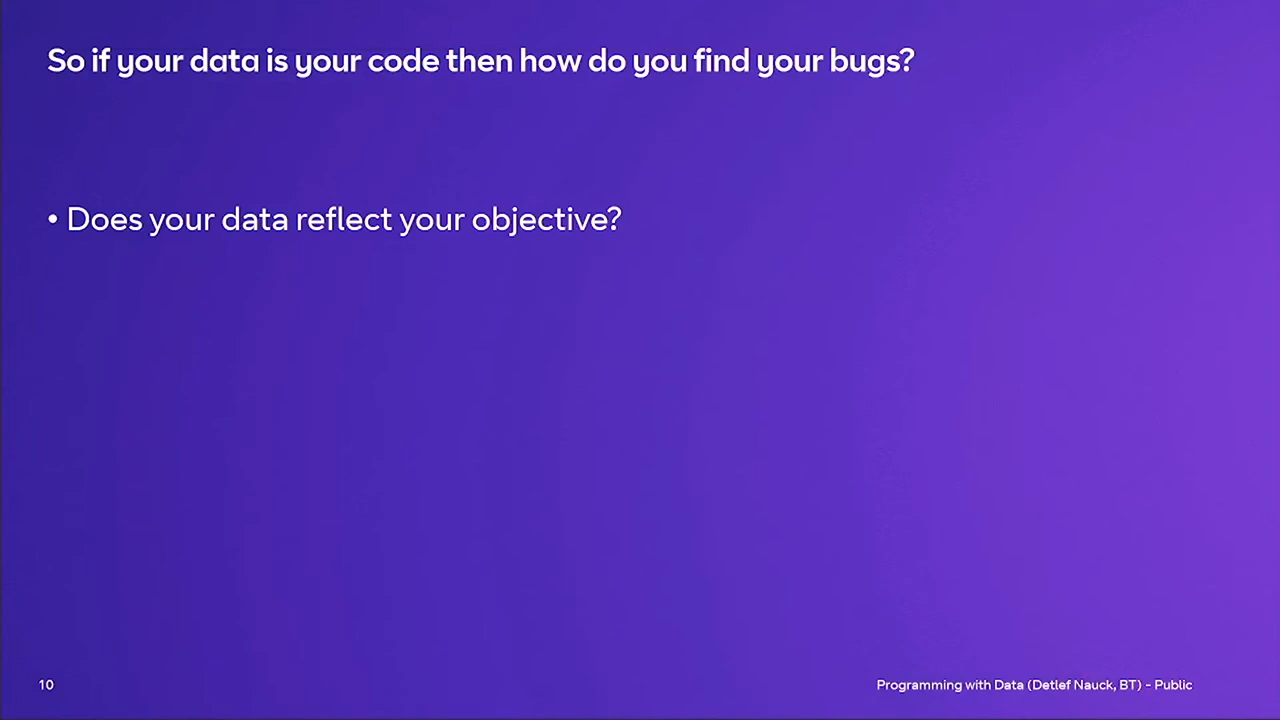 So if your data is your code then how do you find your bugs?
• Does your data reflect your objective?
10
Programming with Data (Detlef Nauck, BT) - Public